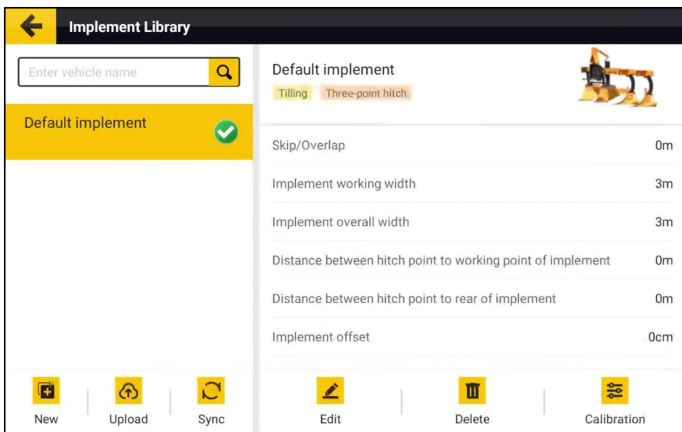 Implement Library
Enter vehicle name
Default implement
Default implement
Tilling Three-point hitch
Skip/Overlap 0m
Implement working width 3m
Implement overall width 3m
Distance between hitch point to working point of implement 0m
Distance between hitch point to rear of implement 0m
Implement offset 0cm
New Upload Sync
Edit Delete Calibration